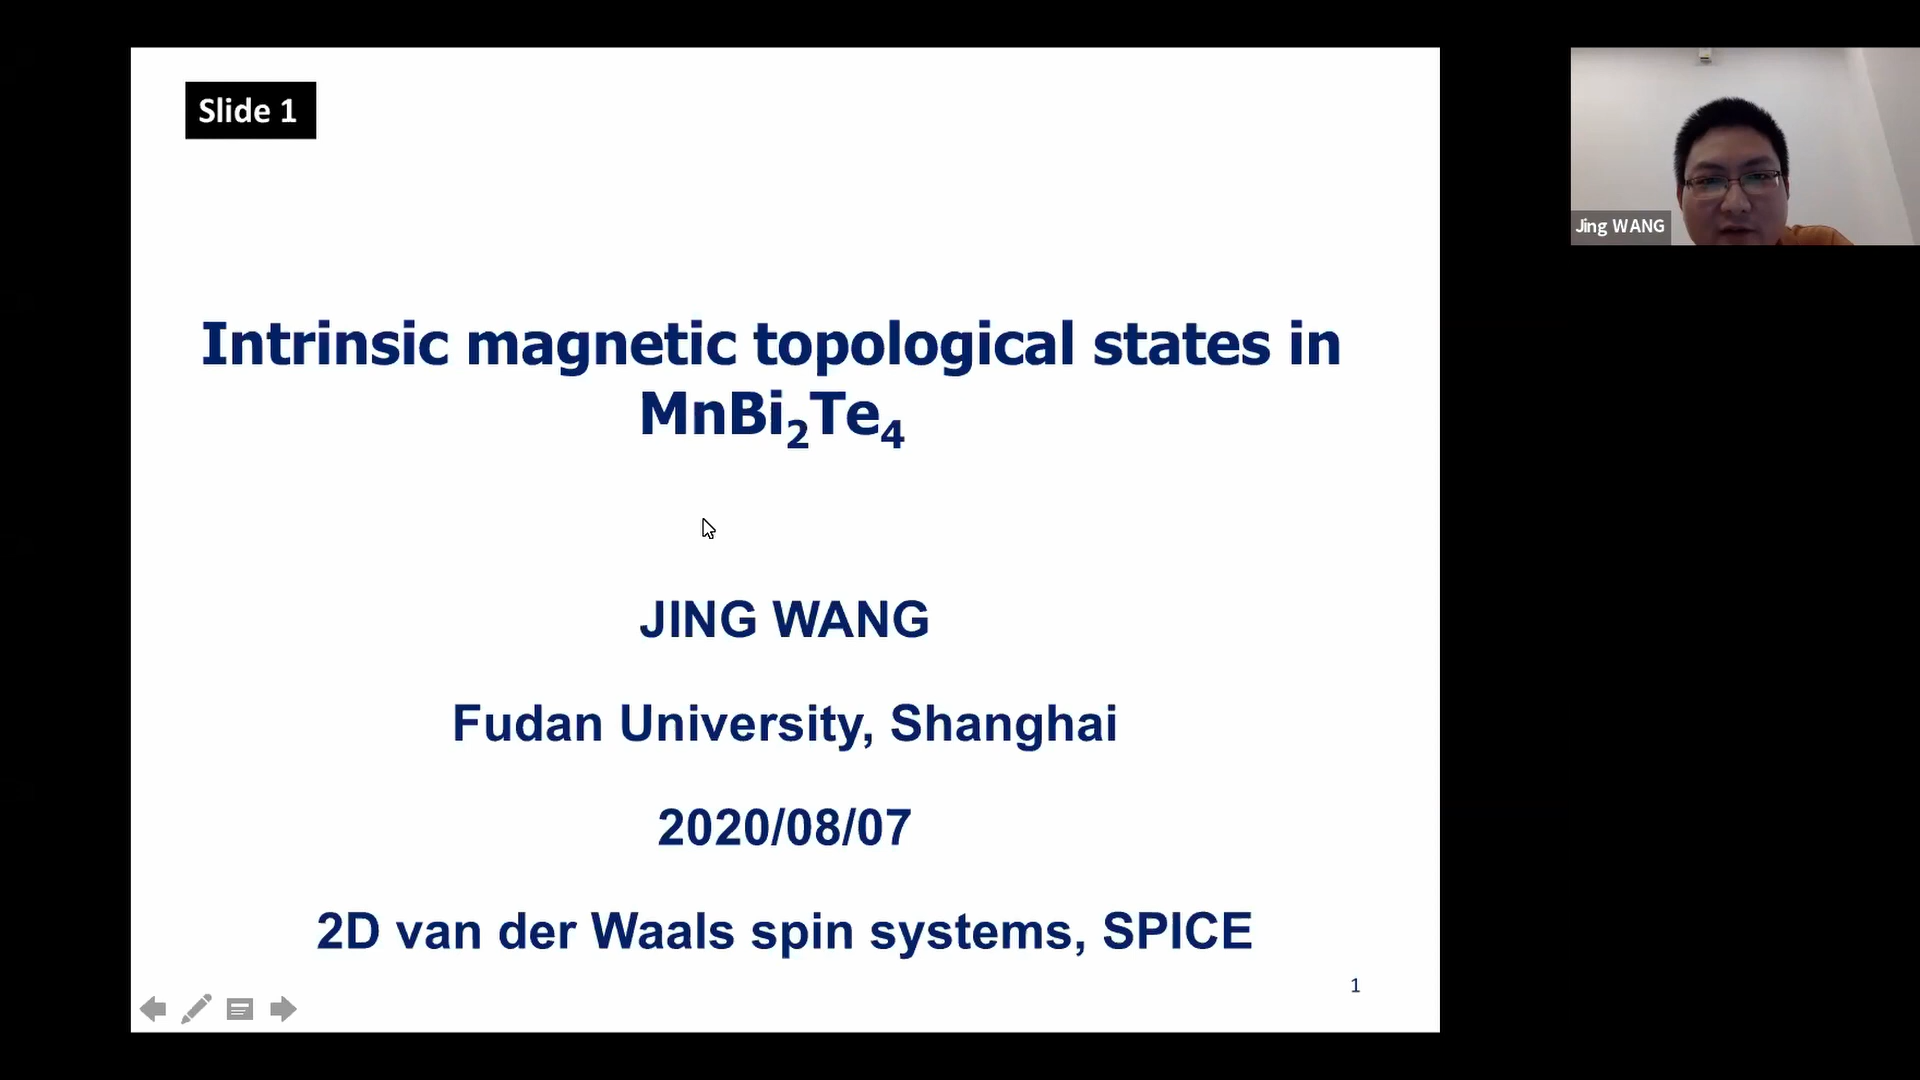 Slide 1
Intrinsic magnetic topological states in
MnBi₂Te₄
JING WANG
Fudan University, Shanghai
2020/08/07
2D van der Waals spin systems, SPICE
1
Jing WANG